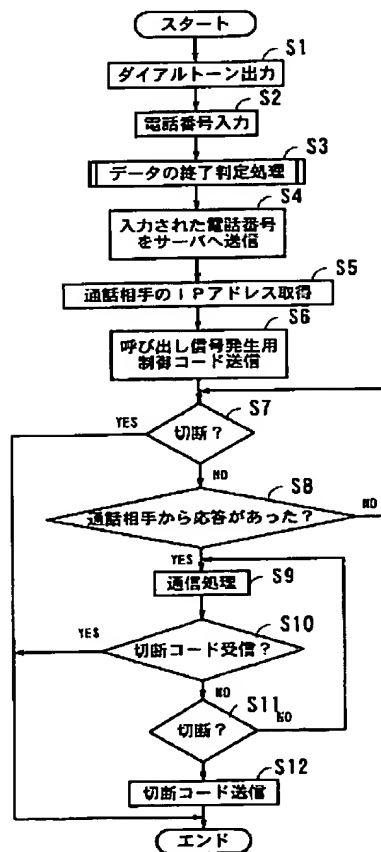 スタート
S1
ダイアルトーン出力
S2
電話番号入力
S3
データの終了判定処理
S4
入力された電話番号
をサーバへ送信
S5
通話相手のIPアドレス取得
S6
呼び出し信号発生用
制御コード送信
S7
YES
切断?
NO
S8
通話相手から応答があった?
NO
YES
S9
通信処理
S10
YES
切断コード受信?
NO
S11
切断?
NO
S12
切断コード送信
エンド